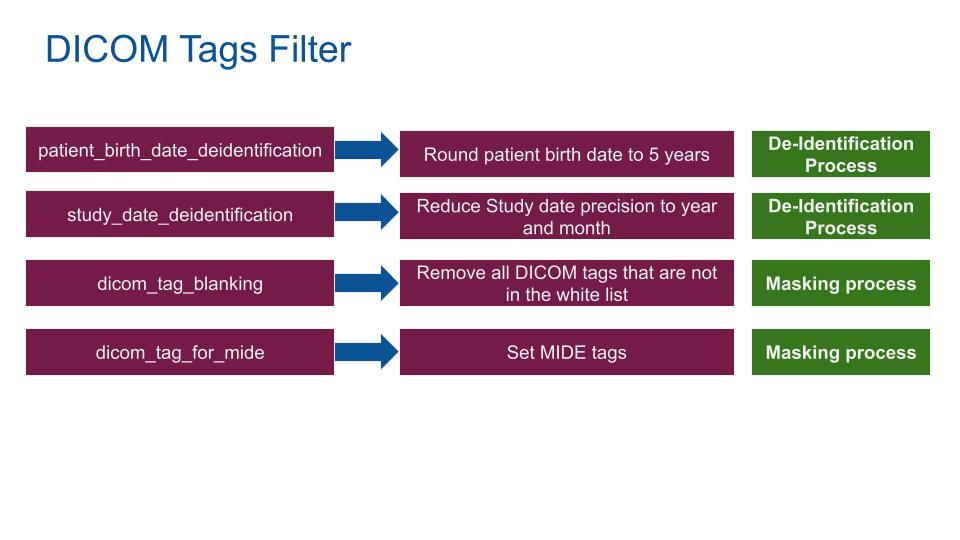 DICOM Tags Filter
patient_birth_date_deidentification
Round patient birth date to 5 years
De-Identification
Process
study_date_deidentification
Reduce Study date precision to year
and month
De-Identification
Process
dicom_tag_blanking
Remove all DICOM tags that are not
in the white list
Masking process
dicom_tag_for_mide
Set MIDE tags
Masking process